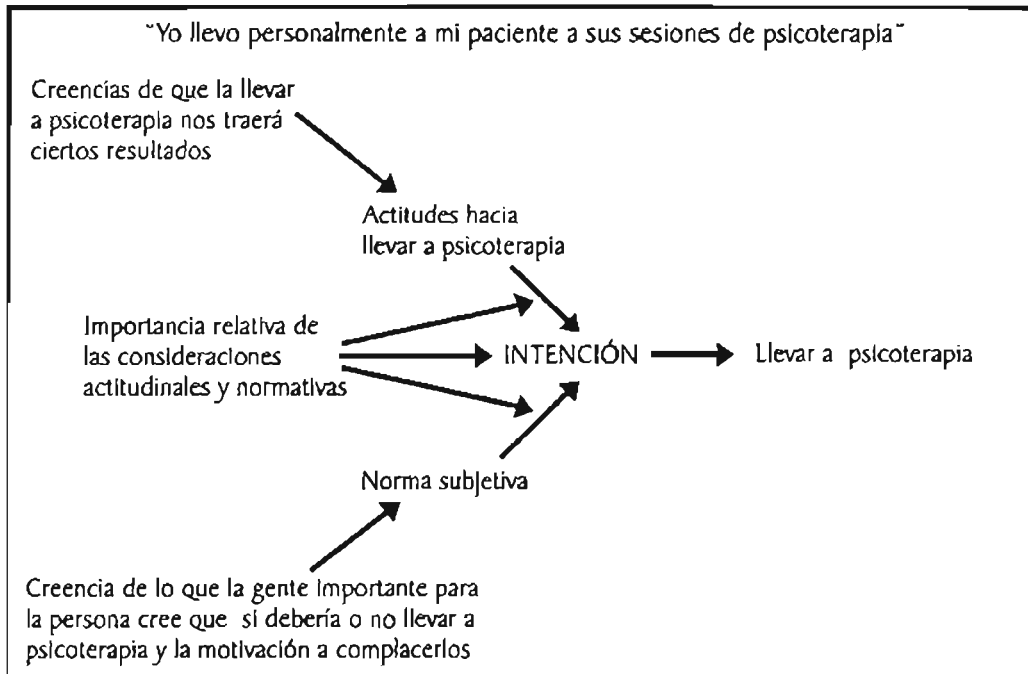 "Yo llevo personalmente a mi paciente a sus sesiones de psicoterapia"
Creencías de que la llevar
a psicoterapia nos traerá
ciertos resultados
Actitudes hacia
llevar a psicoterapia
Importancia relativa de
las consideraciones
actitudinales y normativas
INTENCIÓN
Llevar a psicoterapia
Norma subjetiva
Creencia de lo que la gente importante para
la persona cree que si debería o no llevar a
psicoterapia y la motivación a complacerlos